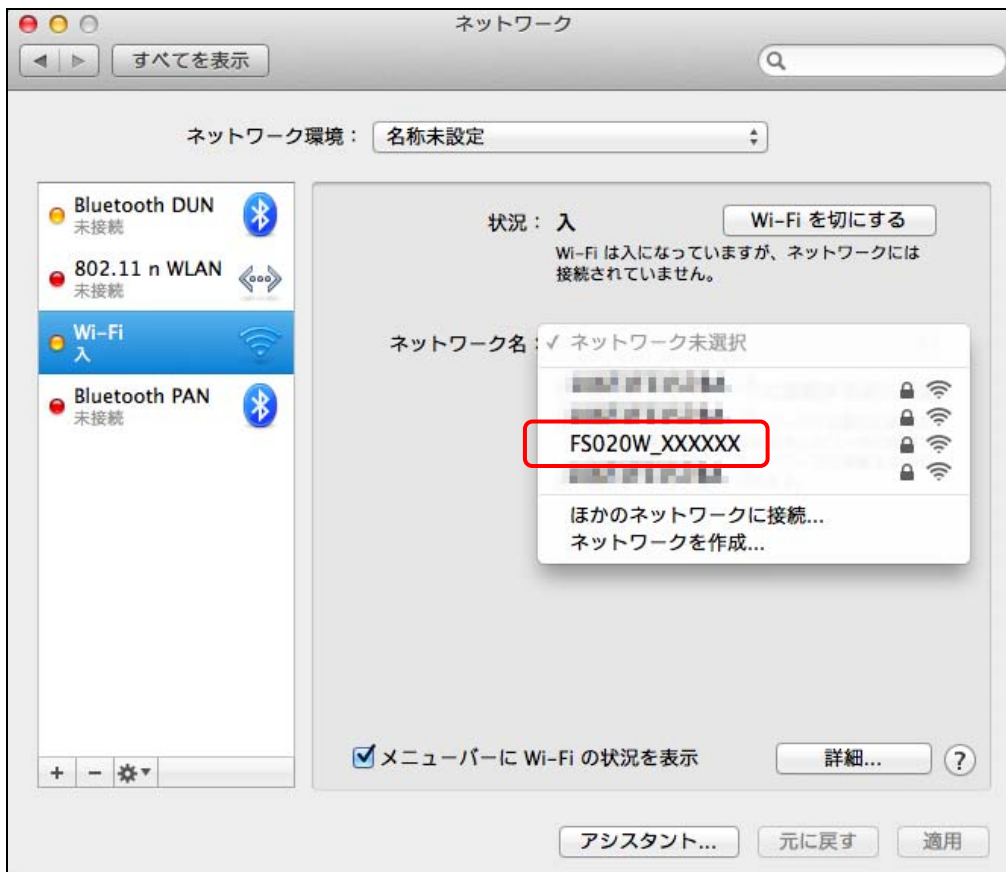 ネットワーク
すべてを表示
ネットワーク環境： 名称未設定
Bluetooth DUN
未接続
802.11 n WLAN
未接続
Wi-Fi
入
Bluetooth PAN
未接続
状況： 入 Wi-Fi を切にする
Wi-Fi は入になっていますが、ネットワークには
接続されていません。
ネットワーク名： ✓ ネットワーク未選択
FS020W_XXXXXX
ほかのネットワークに接続...
ネットワークを作成...
メニューバーに Wi-Fi の状況を表示 詳細... ?
アシスタント... 元に戻す 適用